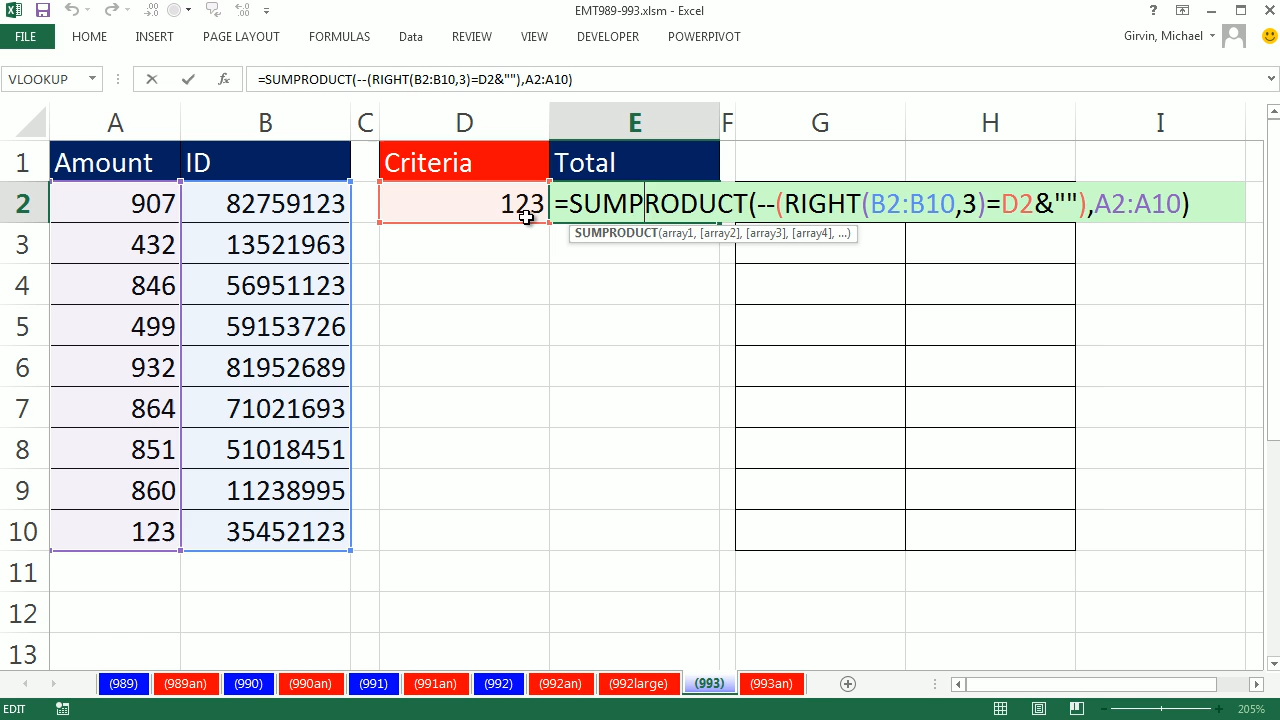 EMT989-993.xlsm - Excel
FILE HOME INSERT PAGE LAYOUT FORMULAS Data REVIEW VIEW DEVELOPER POWERPIVOT Girvin, Michael
VLOOKUP fx =SUMPRODUCT(--(RIGHT(B2:B10,3)=D2&""),A2:A10)
A B C D E F G H I
1 Amount ID Criteria Total
2 907 82759123 123 =SUMPRODUCT(--(RIGHT(B2:B10,3)=D2&""),A2:A10)
SUMPRODUCT(array1, [array2], [array3], [array4], ...)
3 432 13521963
4 846 56951123
5 499 59153726
6 932 81952689
7 864 71021693
8 851 51018451
9 860 11238995
10 123 35452123
11
12
13
(989) (989an) (990) (990an) (991) (991an) (992) (992an) (992large) (993) (993an)
EDIT 205%